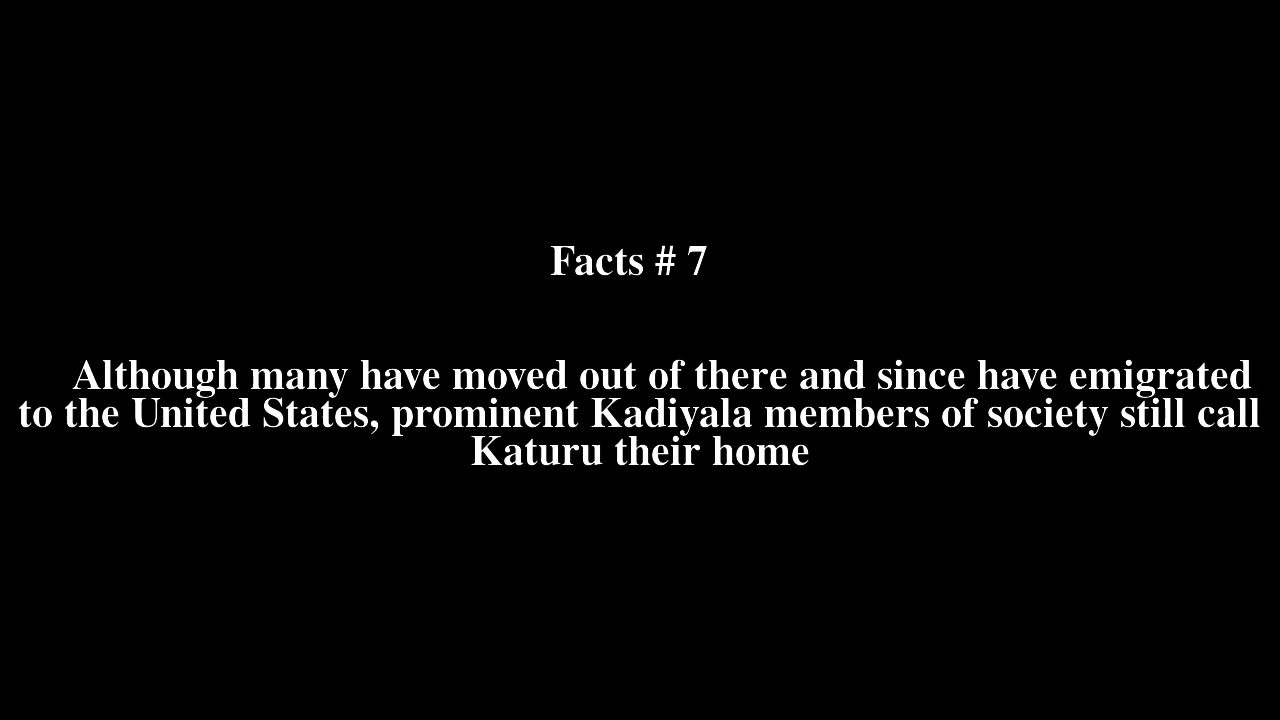 Facts # 7
Although many have moved out of there and since have emigrated
to the United States, prominent Kadiyala members of society still call
Katuru their home